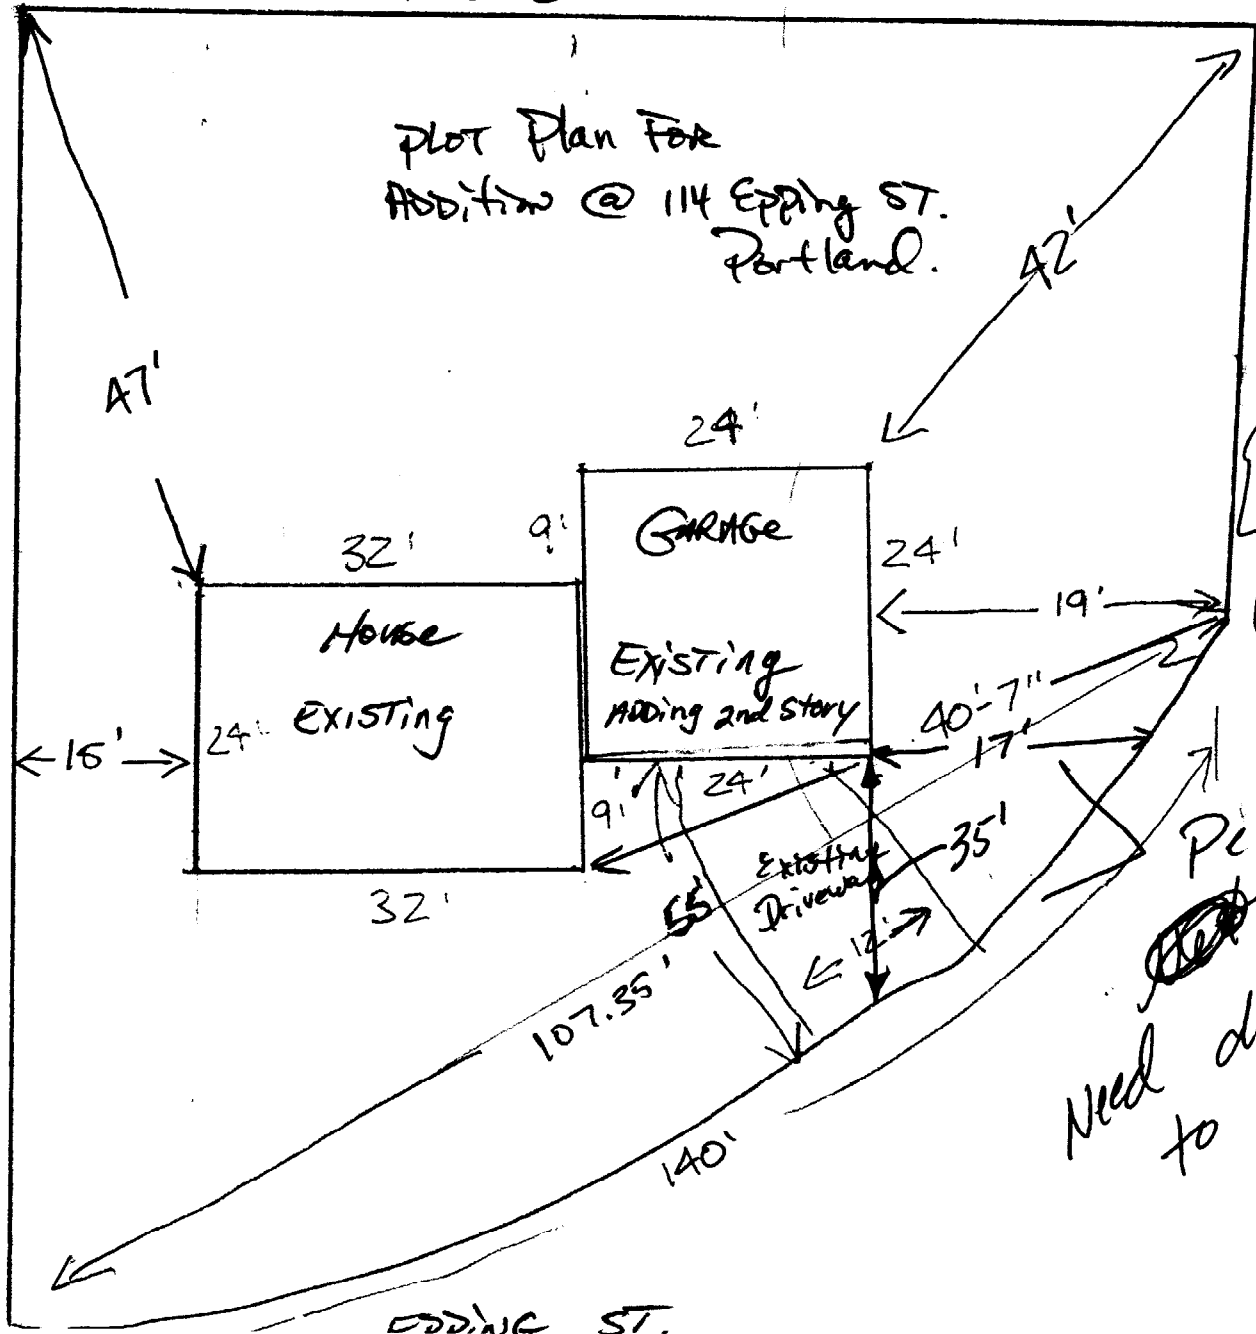 PLOT Plan For
Addition @ 114 Epping ST.
Portland.
42'
47'
24'
9'
GARAGE
32'
24'
House
19'
Existing
Adding 2nd Story
Existing
24'
40'-7"
15'
17'
9'
24'
35'
Existing
Driveway
32'
55'
12'
107.35'
140'
Need
to
EPPING ST.